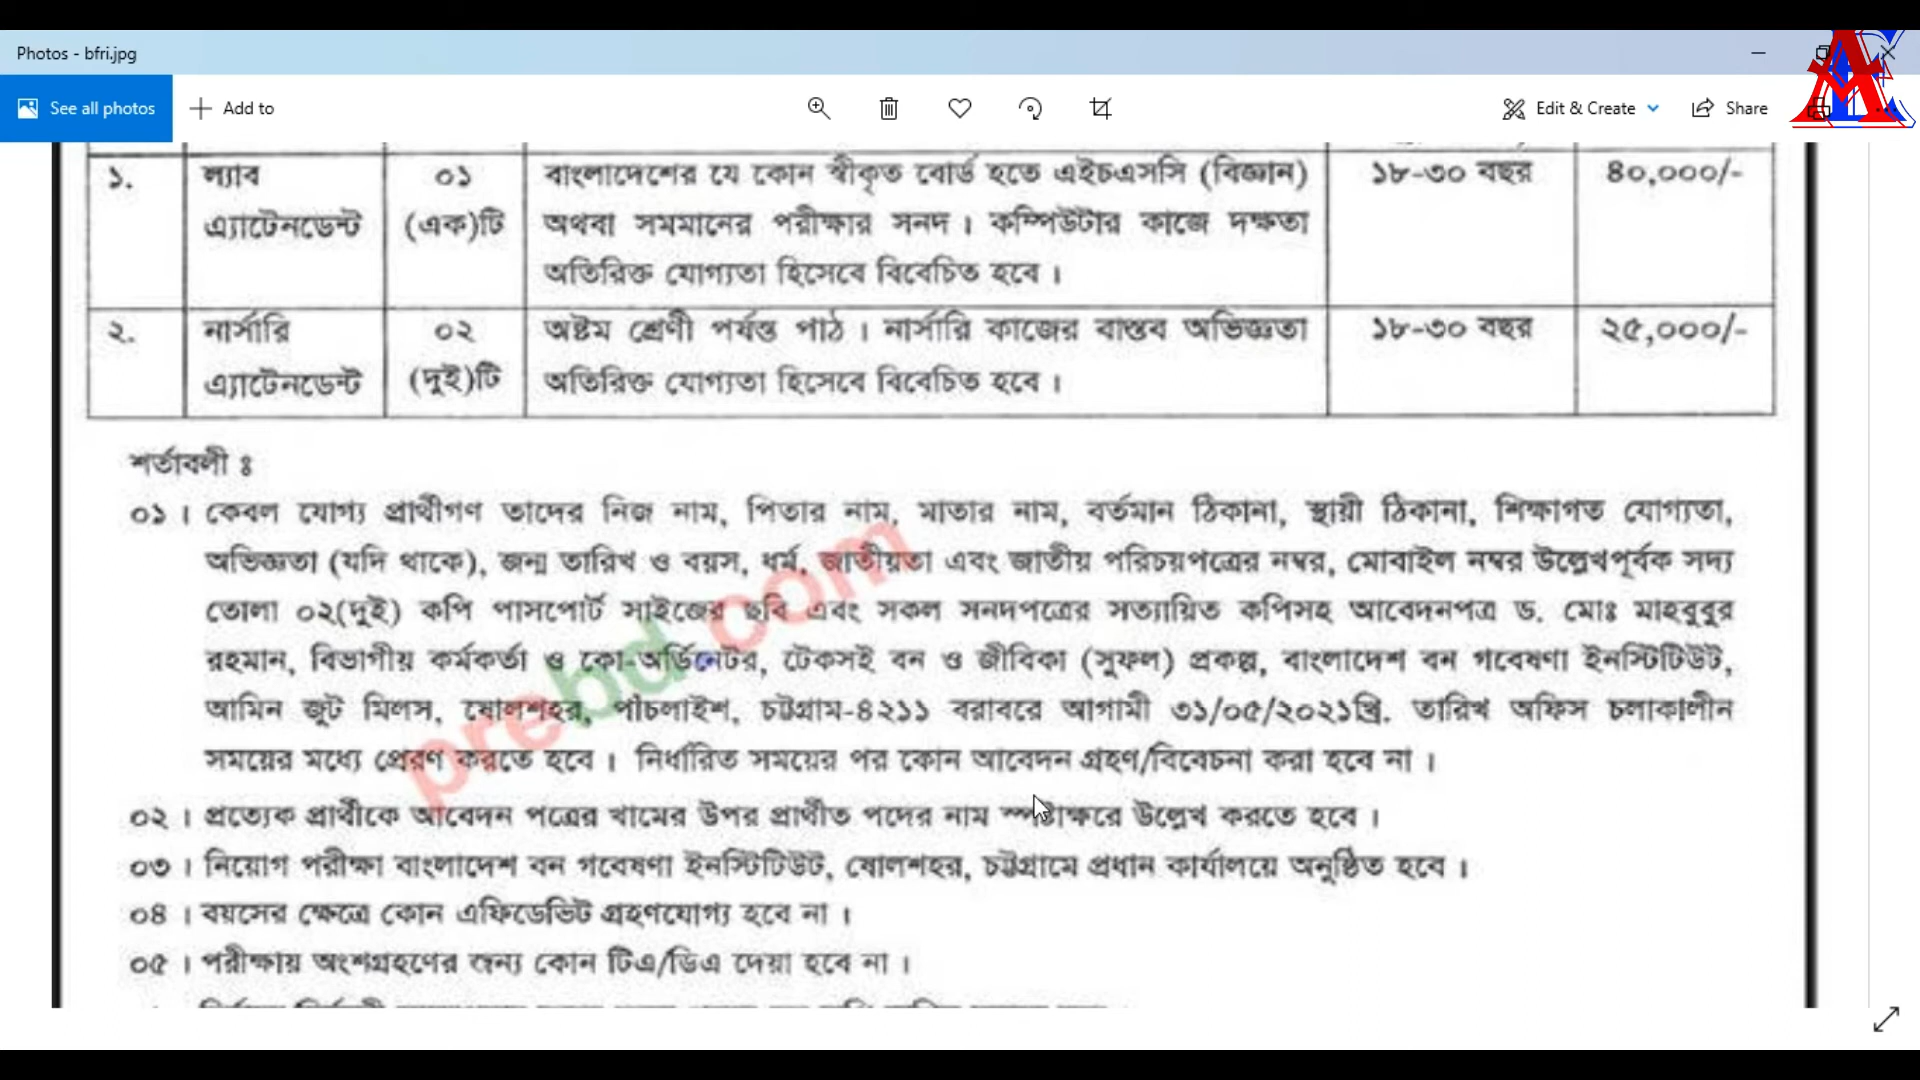 Photos - bfri.jpg
See all photos
Add to
Edit & Create
Share
১. ল্যাব ০১ বাংলাদেশের যে কোন স্বীকৃত বোর্ড হতে এইচএসসি (বিজ্ঞান) ১৮-৩০ বছর ৪০,০০০/-
এ্যাটেনডেন্ট (এক)টি অথবা সমমানের পরীক্ষার সনদ। কম্পিউটার কাজে দক্ষতা
অতিরিক্ত যোগ্যতা হিসেবে বিবেচিত হবে।
২. নার্সারি ০২ অষ্টম শ্রেণী পর্যন্ত পাঠ। নার্সারি কাজের বাস্তব অভিজ্ঞতা ১৮-৩০ বছর ২৫,০০০/-
এ্যাটেনডেন্ট (দুই)টি অতিরিক্ত যোগ্যতা হিসেবে বিবেচিত হবে।
শর্তাবলী ঃ
০১। কেবল যোগ্য প্রার্থীগণ তাদের নিজ নাম, পিতার নাম, মাতার নাম, বর্তমান ঠিকানা, স্থায়ী ঠিকানা, শিক্ষাগত যোগ্যতা,
অভিজ্ঞতা (যদি থাকে), জন্ম তারিখ ও বয়স, ধর্ম, জাতীয়তা এবং জাতীয় পরিচয়পত্রের নম্বর, মোবাইল নম্বর উল্লেখপূর্বক সদ্য
তোলা ০২(দুই) কপি পাসপোর্ট সাইজের ছবি এবং সকল সনদপত্রের সত্যায়িত কপিসহ আবেদনপত্র ড. মোঃ মাহবুবুর
রহমান, বিভাগীয় কর্মকর্তা ও কো-অর্ডিনেটর, টেকসই বন ও জীবিকা (সুফল) প্রকল্প, বাংলাদেশ বন গবেষণা ইনস্টিটিউট,
আমিন জুট মিলস, ষোলশহর, পাঁচলাইশ, চট্টগ্রাম-৪২১১ বরাবরে আগামী ৩১/০৫/২০২১খ্রি. তারিখ অফিস চলাকালীন
সময়ের মধ্যে প্রেরণ করতে হবে। নির্ধারিত সময়ের পর কোন আবেদন গ্রহণ/বিবেচনা করা হবে না।
০২। প্রত্যেক প্রার্থীকে আবেদন পত্রের খামের উপর প্রার্থীত পদের নাম স্পষ্টাক্ষরে উল্লেখ করতে হবে।
০৩। নিয়োগ পরীক্ষা বাংলাদেশ বন গবেষণা ইনস্টিটিউট, ষোলশহর, চট্টগ্রামে প্রধান কার্যালয়ে অনুষ্ঠিত হবে।
০৪। বয়সের ক্ষেত্রে কোন এফিডেভিট গ্রহণযোগ্য হবে না।
০৫। পরীক্ষায় অংশগ্রহণের জন্য কোন টিএ/ডিএ দেয়া হবে না।
prebd.com